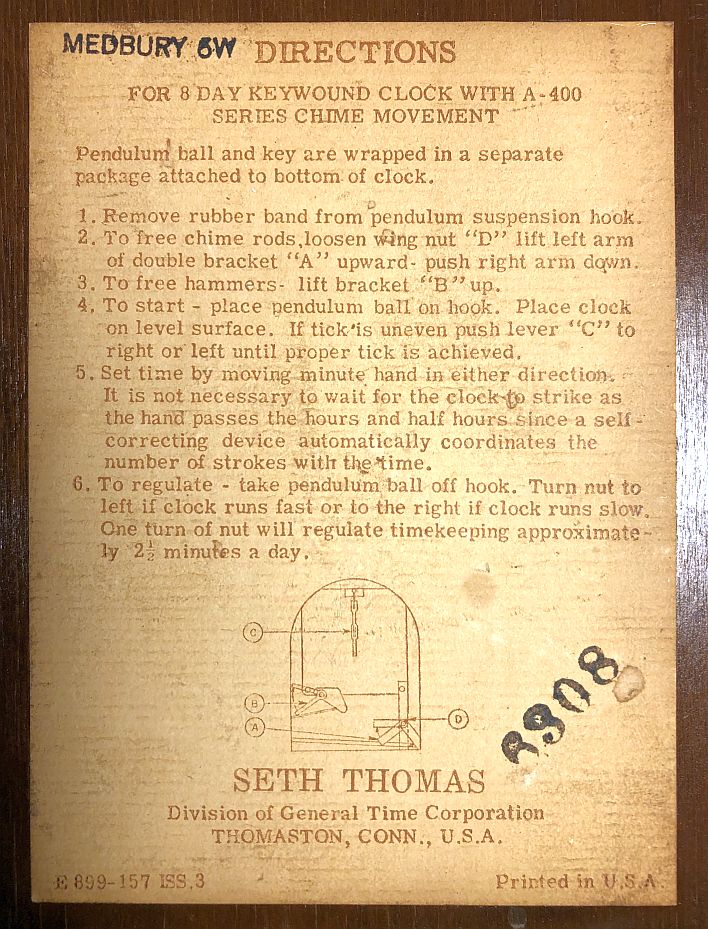 MEDBURY 6W DIRECTIONS
FOR 8 DAY KEYWOUND CLOCK WITH A-400
SERIES CHIME MOVEMENT
Pendulum ball and key are wrapped in a separate
package attached to bottom of clock.
1. Remove rubber band from pendulum suspension hook.
2. To free chime rods, loosen wing nut "D" lift left arm
of double bracket "A" upward- push right arm down.
3. To free hammers- lift bracket "B" up.
4. To start - place pendulum ball on hook. Place clock
on level surface. If tick is uneven push lever "C" to
right or left until proper tick is achieved.
5. Set time by moving minute hand in either direction.
It is not necessary to wait for the clock to strike as
the hand passes the hours and half hours since a self-
correcting device automatically coordinates the
number of strokes with the time.
6. To regulate - take pendulum ball off hook. Turn nut to
left if clock runs fast or to the right if clock runs slow.
One turn of nut will regulate timekeeping approximate-
ly 2½ minutes a day.
C
B
A
D
SETH THOMAS
Division of General Time Corporation
THOMASTON, CONN., U.S.A.
E 899-157 ISS.3
Printed in U.S.A